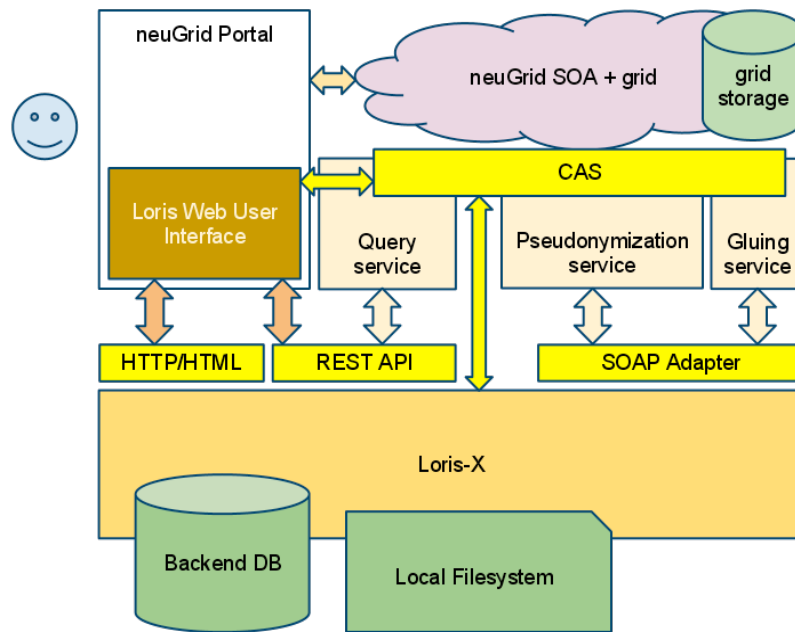 neuGrid Portal
neuGrid SOA + grid
grid
storage
CAS
Loris Web User
Interface
Query
service
Pseudonymization
service
Gluing
service
HTTP/HTML
REST API
SOAP Adapter
Loris-X
Backend DB
Local Filesystem